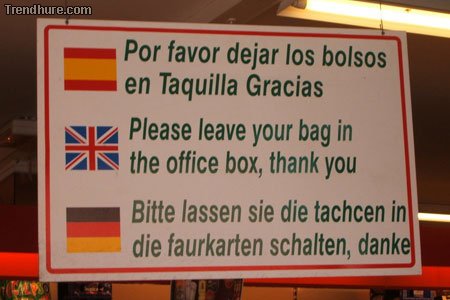 Trendhure.com
Por favor dejar los bolsos
en Taquilla Gracias
Please leave your bag in
the office box, thank you
Bitte lassen sie die tachcen in
die faurkarten schalten, danke